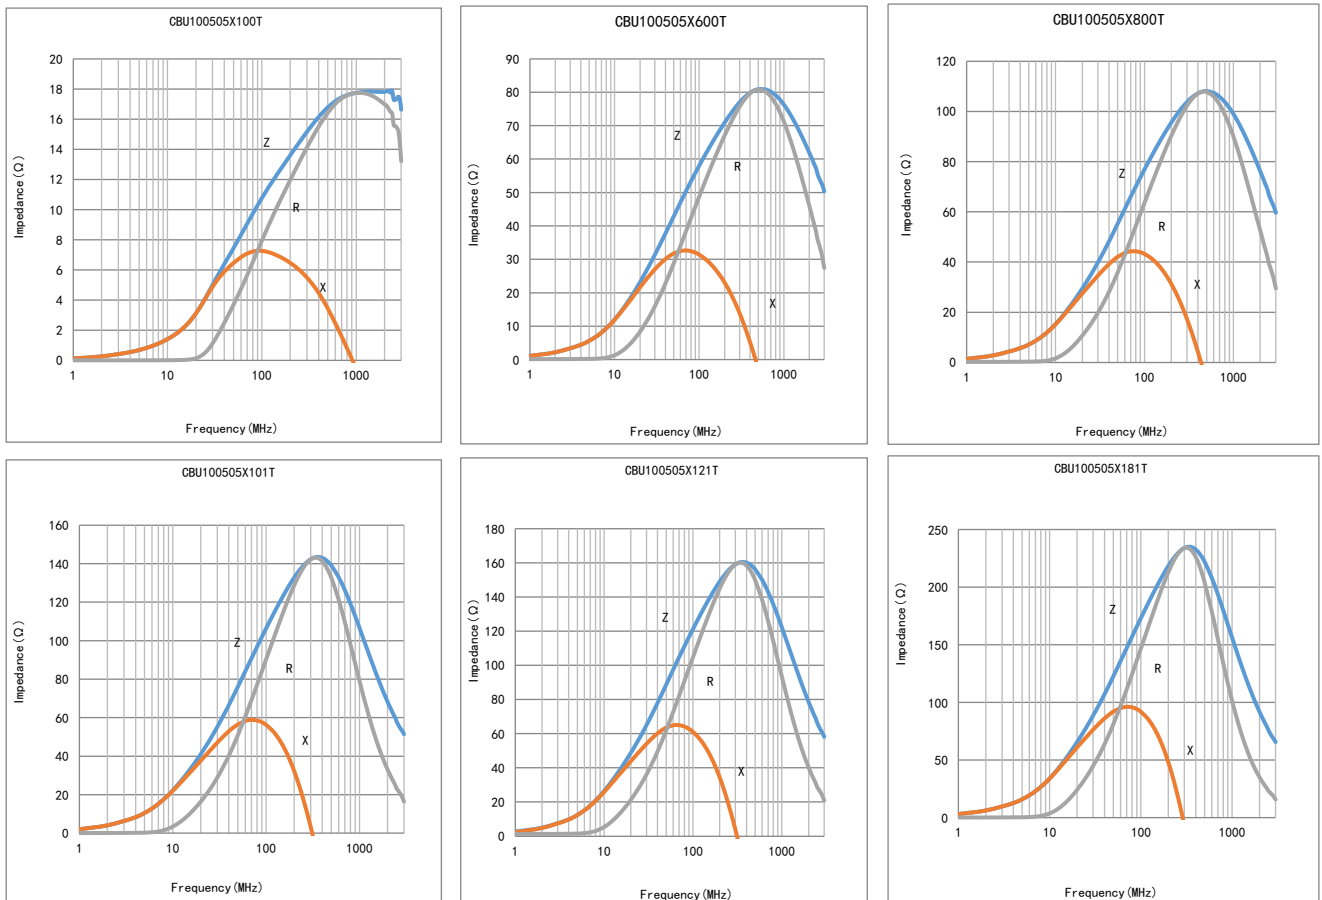 CBU100505X100T
20
18
16
14
12
10
8
6
4
2
0
Impedance(Ω)
Z
R
X
1 10 100 1000
Frequency(MHz)
CBU100505X600T
90
80
70
60
50
40
30
20
10
0
Impedance(Ω)
Z
R
X
1 10 100 1000
Frequency(MHz)
CBU100505X800T
120
100
80
60
40
20
0
Impedance(Ω)
Z
R
X
1 10 100 1000
Frequency(MHz)
CBU100505X101T
160
140
120
100
80
60
40
20
0
Impedance(Ω)
Z
R
X
1 10 100 1000
Frequency(MHz)
CBU100505X121T
180
160
140
120
100
80
60
40
20
0
Impedance(Ω)
Z
R
X
1 10 100 1000
Frequency(MHz)
CBU100505X181T
250
200
150
100
50
0
Impedance(Ω)
Z
R
X
1 10 100 1000
Frequency(MHz)